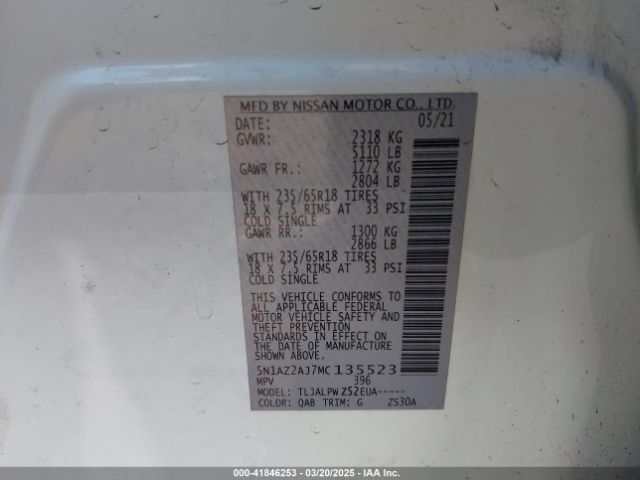 MFD BY NISSAN MOTOR CO., LTD.
DATE: 05/21
GVWR: 2318 KG
5110 LB
GAWR FR.: 1272 KG
2804 LB
WITH 235/65R18 TIRES
18 X 7.5 RIMS AT 33 PSI
COLD SINGLE
GAWR RR.: 1300 KG
2866 LB
WITH 235/65R18 TIRES
18 X 7.5 RIMS AT 33 PSI
COLD SINGLE
THIS VEHICLE CONFORMS TO
ALL APPLICABLE FEDERAL
MOTOR VEHICLE SAFETY AND
THEFT PREVENTION
STANDARDS IN EFFECT ON
THE DATE OF MANUFACTURE
SHOWN ABOVE.
5N1AZ2AJ7MC135523
MPV 396
MODEL: TLJALPWZ52EUA-----
COLOR: QAB TRIM: G ZS30A
000-41846253 — 03/20/2025 — IAA Inc.